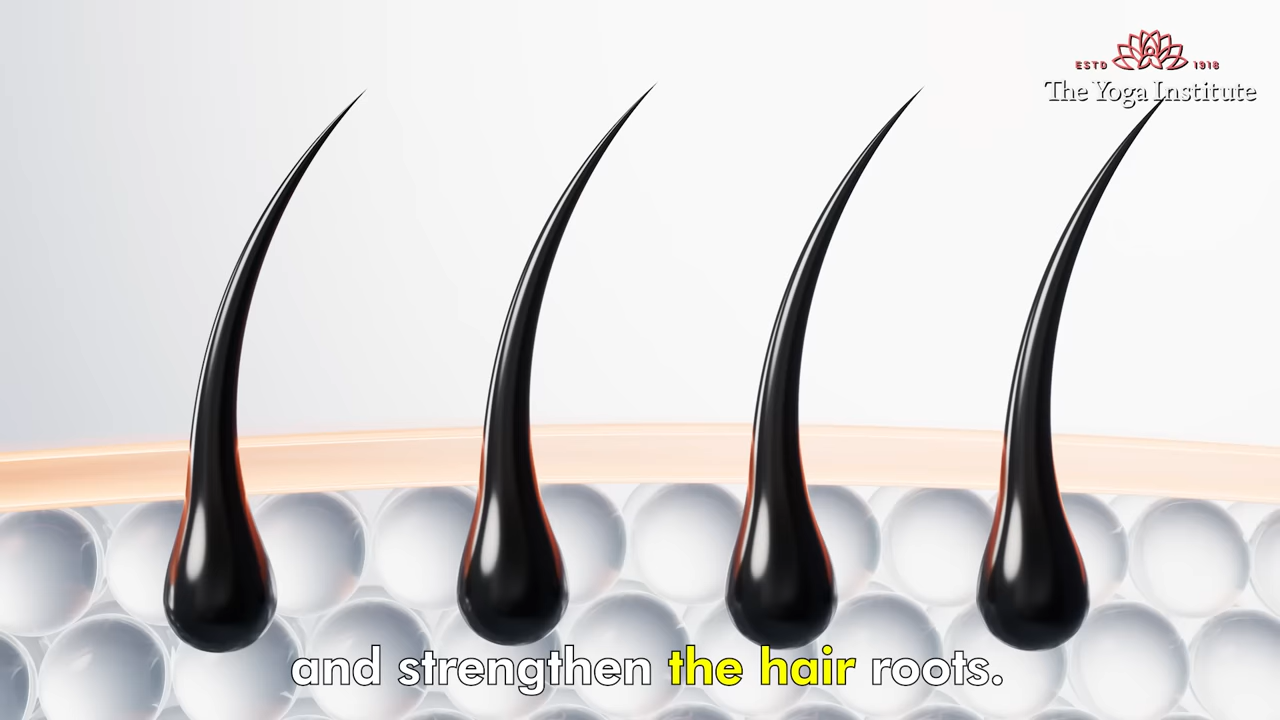 ESTD 1918
The Yoga Institute
and strengthen the hair roots.